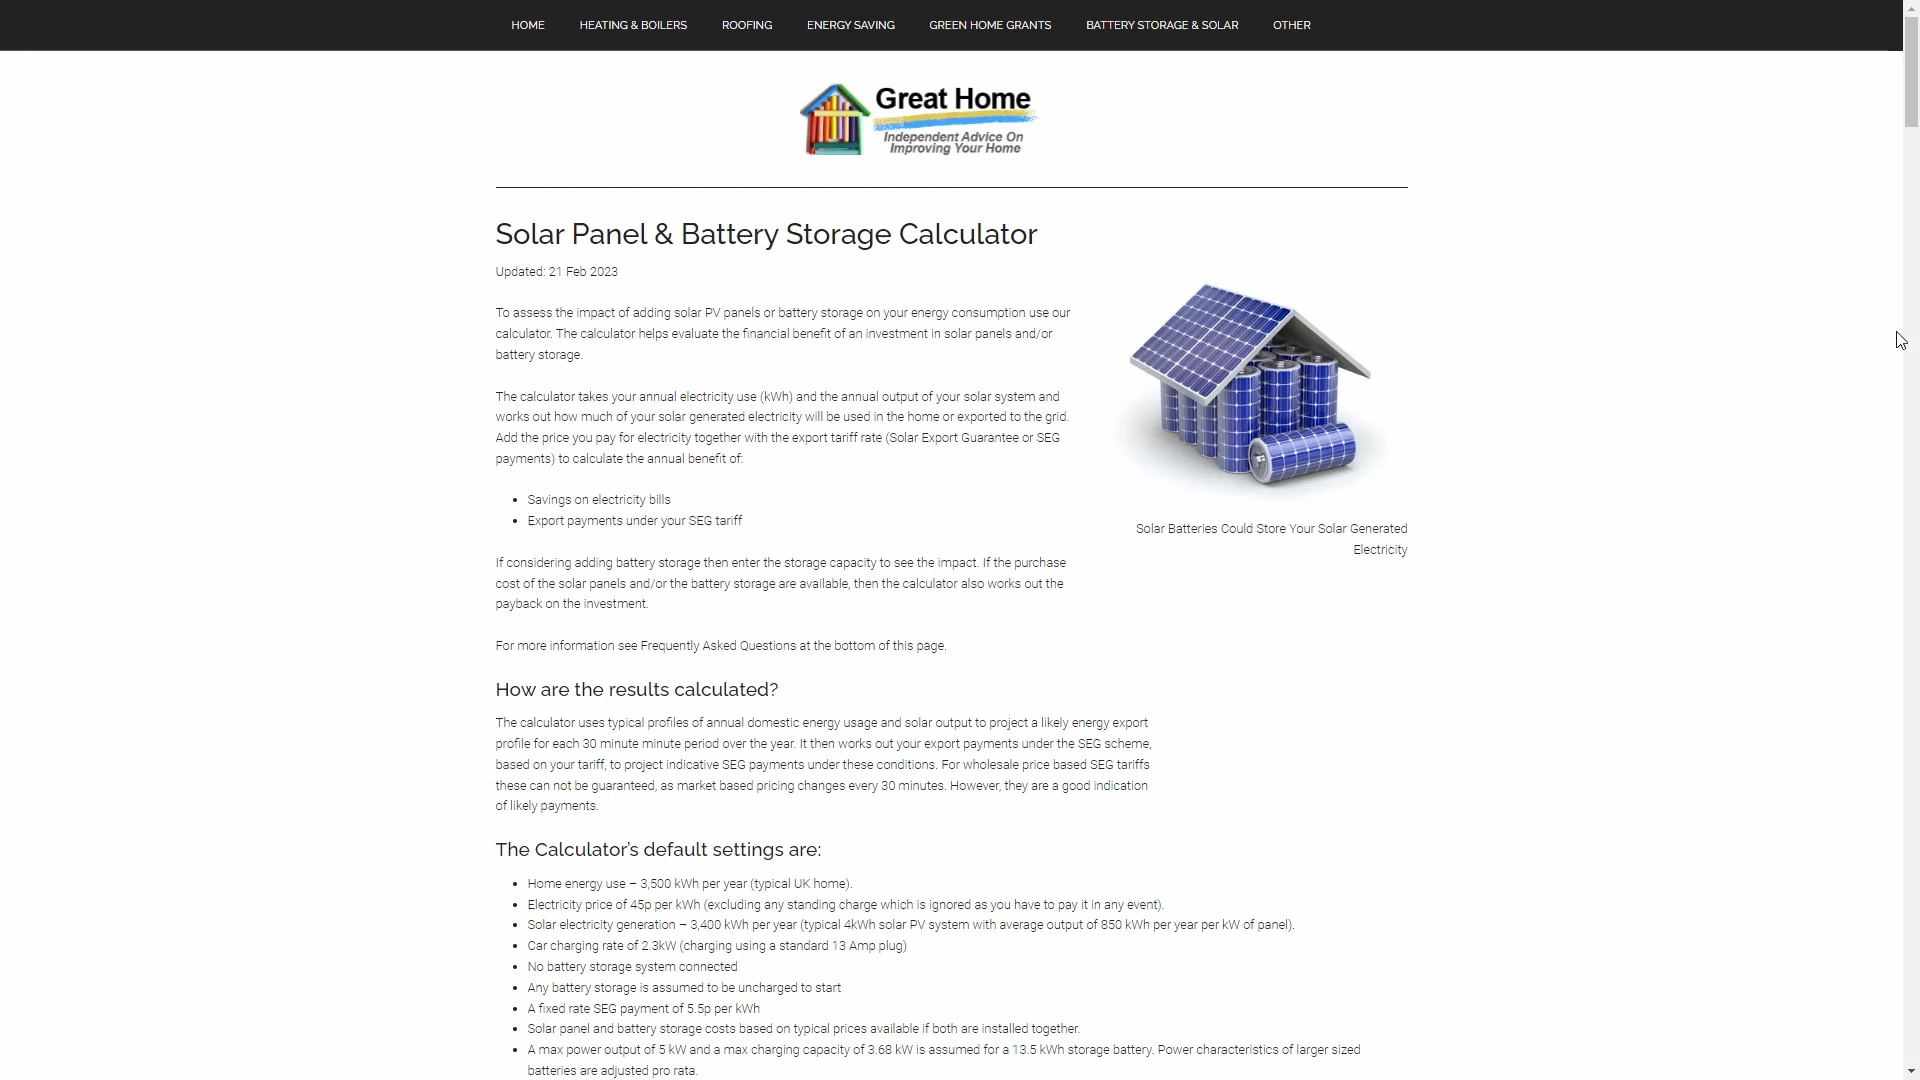 HOME HEATING & BOILERS ROOFING ENERGY SAVING GREEN HOME GRANTS BATTERY STORAGE & SOLAR OTHER
Great Home
Independent Advice On
Improving Your Home
Solar Panel & Battery Storage Calculator
Updated: 21 Feb 2023
To assess the impact of adding solar PV panels or battery storage on your energy consumption use our
calculator. The calculator helps evaluate the financial benefit of an investment in solar panels and/or
battery storage.
The calculator takes your annual electricity use (kWh) and the annual output of your solar system and
works out how much of your solar generated electricity will be used in the home or exported to the grid.
Add the price you pay for electricity together with the export tariff rate (Solar Export Guarantee or SEG
payments) to calculate the annual benefit of:
• Savings on electricity bills
• Export payments under your SEG tariff
Solar Batteries Could Store Your Solar Generated
Electricity
If considering adding battery storage then enter the storage capacity to see the impact. If the purchase
cost of the solar panels and/or the battery storage are available, then the calculator also works out the
payback on the investment.
For more information see Frequently Asked Questions at the bottom of this page.
How are the results calculated?
The calculator uses typical profiles of annual domestic energy usage and solar output to project a likely energy export
profile for each 30 minute minute period over the year. It then works out your export payments under the SEG scheme,
based on your tariff, to project indicative SEG payments under these conditions. For wholesale price based SEG tariffs
these can not be guaranteed, as market based pricing changes every 30 minutes. However, they are a good indication
of likely payments.
The Calculator's default settings are:
• Home energy use – 3,500 kWh per year (typical UK home).
• Electricity price of 45p per kWh (excluding any standing charge which is ignored as you have to pay it in any event).
• Solar electricity generation – 3,400 kWh per year (typical 4kWh solar PV system with average output of 850 kWh per year per kW of panel).
• Car charging rate of 2.3kW (charging using a standard 13 Amp plug)
• No battery storage system connected
• Any battery storage is assumed to be uncharged to start
• A fixed rate SEG payment of 5.5p per kWh
• Solar panel and battery storage costs based on typical prices available if both are installed together.
• A max power output of 5 kW and a max charging capacity of 3.68 kW is assumed for a 13.5 kWh storage battery. Power characteristics of larger sized
batteries are adjusted pro rata.